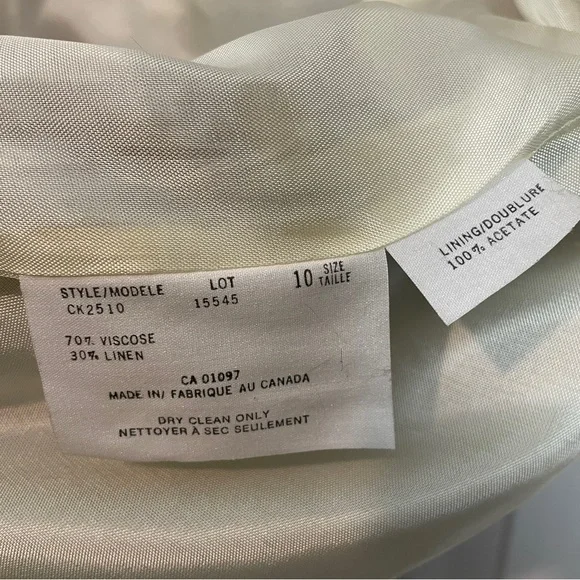 STYLE/MODELE LOT 10 SIZE TAILLE
CK2510 15545
70% VISCOSE
30% LINEN
CA 01097
MADE IN/ FABRIQUE AU CANADA
DRY CLEAN ONLY
NETTOYER À SEC SEULEMENT
LINING/DOUBLURE
100% ACETATE